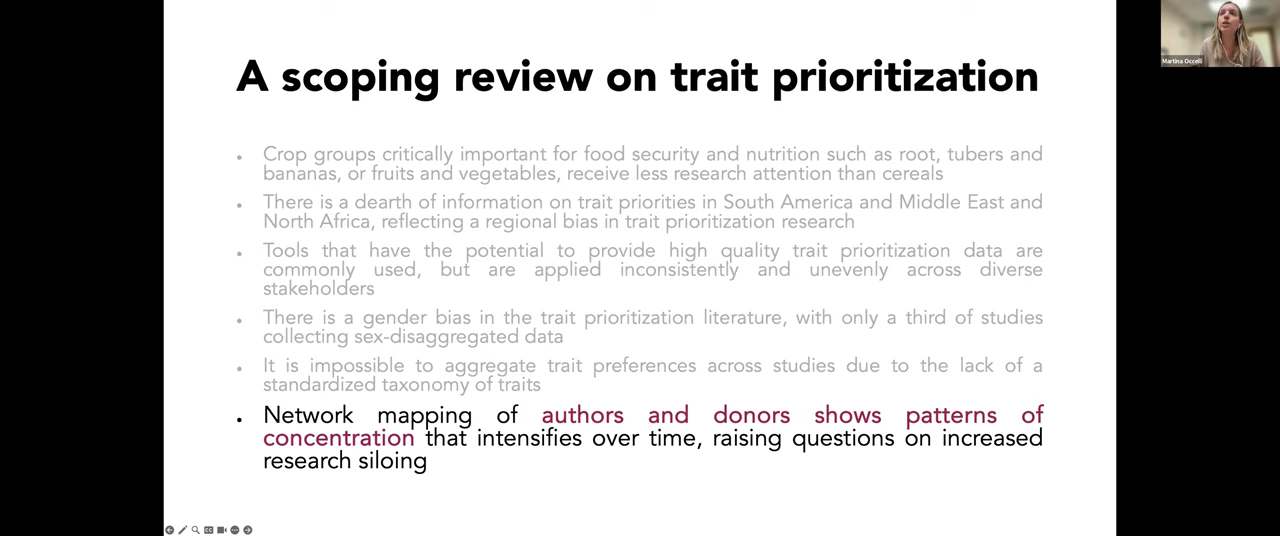 A scoping review on trait prioritization
• Crop groups critically important for food security and nutrition such as root, tubers and
bananas, or fruits and vegetables, receive less research attention than cereals
• There is a dearth of information on trait priorities in South America and Middle East and
North Africa, reflecting a regional bias in trait prioritization research
• Tools that have the potential to provide high quality trait prioritization data are
commonly used, but are applied inconsistently and unevenly across diverse
stakeholders
• There is a gender bias in the trait prioritization literature, with only a third of studies
collecting sex-disaggregated data
• It is impossible to aggregate trait preferences across studies due to the lack of a
standardized taxonomy of traits
• Network mapping of authors and donors shows patterns of
concentration that intensifies over time, raising questions on increased
research siloing
Martina Occelli